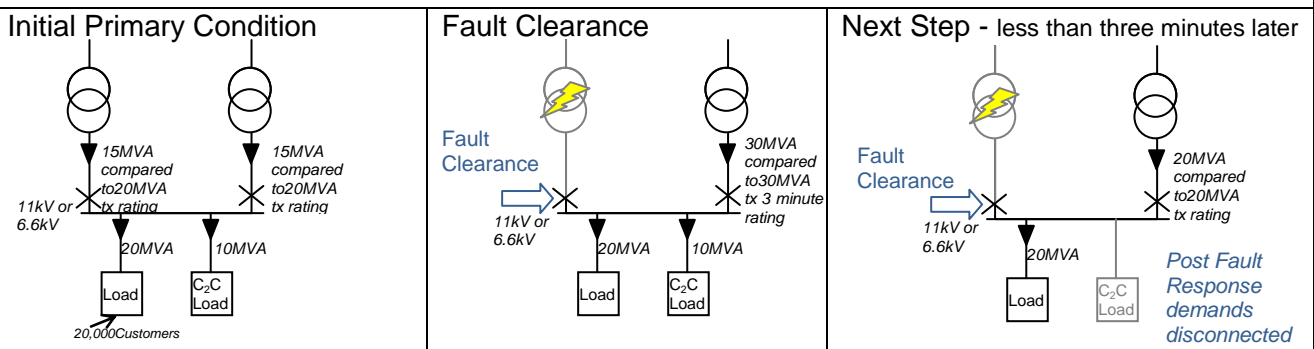 Initial Primary Condition
15MVA
compared
to20MVA
tx rating
15MVA
compared
to20MVA
tx rating
11kV or
6.6kV
20MVA
10MVA
Load
C2C
Load
20,000Customers
Fault Clearance
Fault
Clearance
30MVA
compared
to30MVA
tx 3 minute
rating
11kV or
6.6kV
20MVA
10MVA
Load
C2C
Load
Next Step - less than three minutes later
Fault
Clearance
20MVA
compared
to20MVA
tx rating
11kV or
6.6kV
20MVA
Load
C2C
Load
Post Fault
Response
demands
disconnected